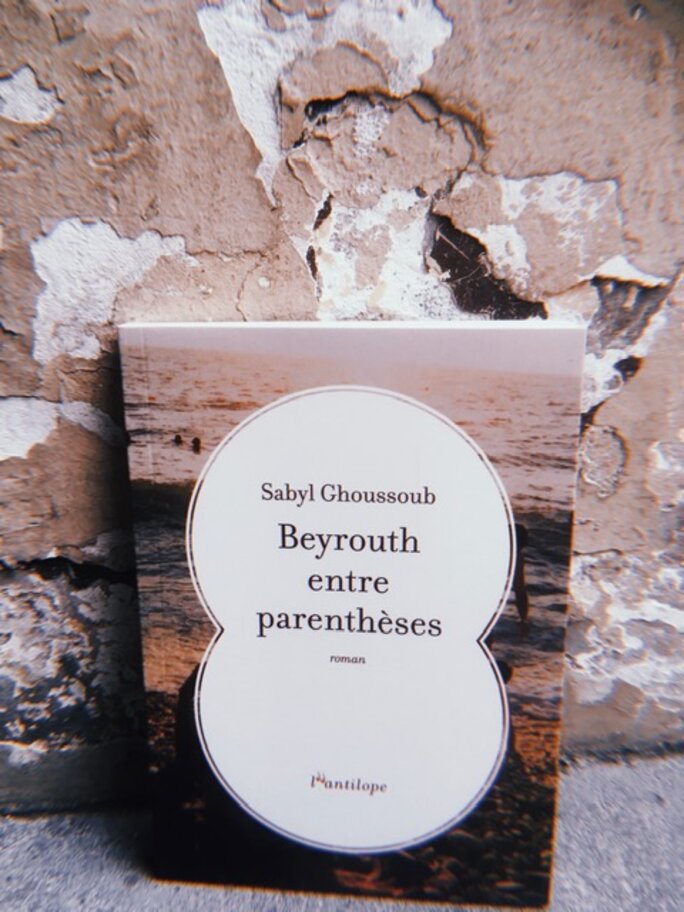 Sabyl Ghoussoub
Beyrouth
entre
parenthèses
roman
l'antilope